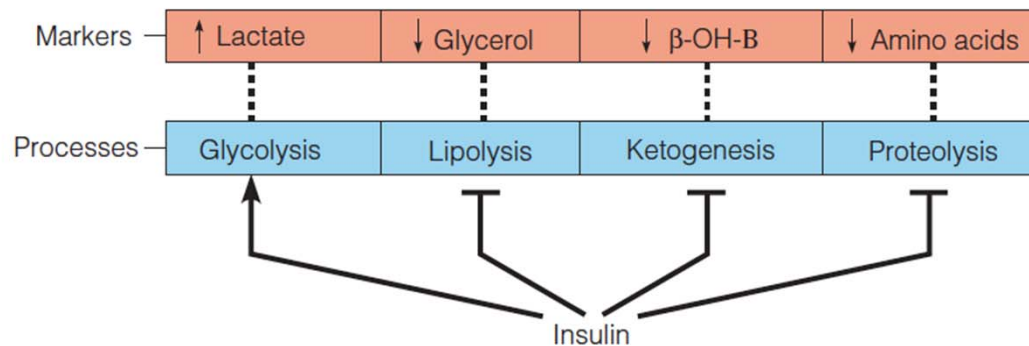 Markers ↑ Lactate ↓ Glycerol ↓ β-OH-B ↓ Amino acids
Processes Glycolysis Lipolysis Ketogenesis Proteolysis
Insulin